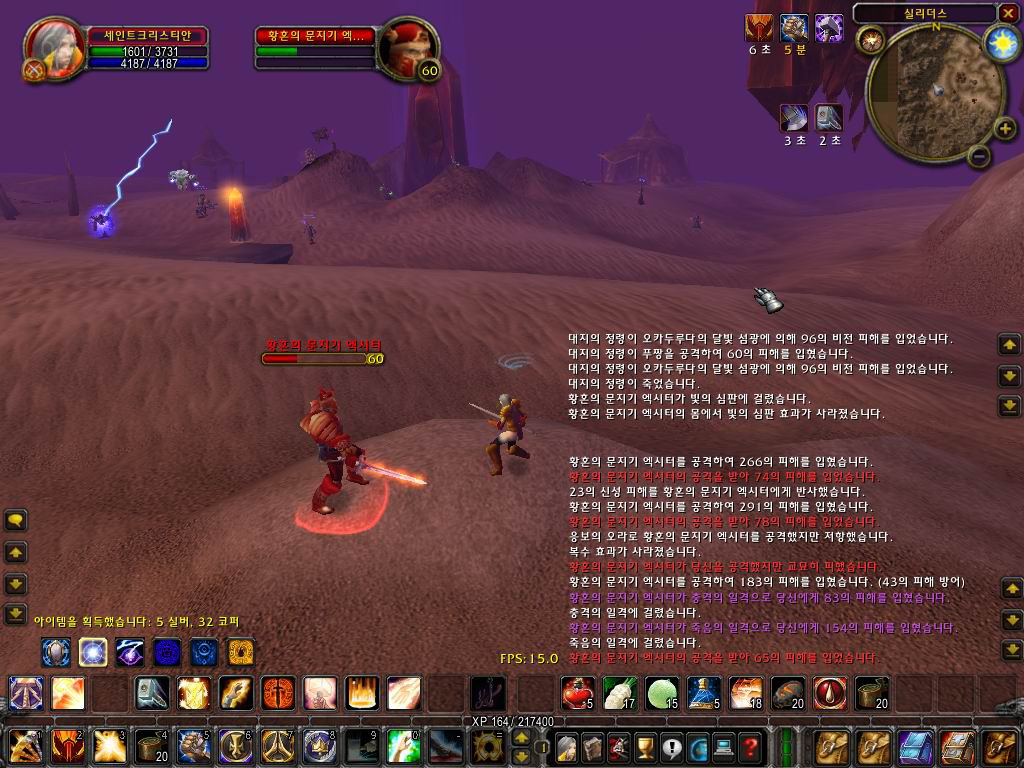 세인트크리스티안
1601/ 3731
4187/ 4187
황혼의 문지기 엑...
60
실리더스
N
6 초
5 분
3 초
2 초
황혼의 문지기 엑시터
60
대지의 정령이 오카두루다의 달빛 섬광에 의해 96의 비전 피해를 입었습니다.
대지의 정령이 푸짱을 공격하여 60의 피해를 입혔습니다.
대지의 정령이 오카두루다의 달빛 섬광에 의해 96의 비전 피해를 입었습니다.
대지의 정령이 죽었습니다.
황혼의 문지기 엑시터가 빛의 심판에 걸렸습니다.
황혼의 문지기 엑시터의 몸에서 빛의 심판 효과가 사라졌습니다.
황혼의 문지기 엑시터를 공격하여 266의 피해를 입혔습니다.
황혼의 문지기 엑시터의 공격을 받아 74의 피해를 입었습니다.
23의 신성 피해를 황혼의 문지기 엑시터에게 반사했습니다.
황혼의 문지기 엑시터를 공격하여 291의 피해를 입혔습니다.
황혼의 문지기 엑시터의 공격을 받아 78의 피해를 입었습니다.
응보의 오라로 황혼의 문지기 엑시터를 공격했지만 저항했습니다.
복수 효과가 사라졌습니다.
황혼의 문지기 엑시터가 당신을 공격했지만 교묘히 피했습니다.
황혼의 문지기 엑시터를 공격하여 183의 피해를 입혔습니다. (43의 피해 방어)
황혼의 문지기 엑시터가 충격의 일격으로 당신에게 83의 피해를 입혔습니다.
충격의 일격에 걸렸습니다.
황혼의 문지기 엑시터가 죽음의 일격으로 당신에게 154의 피해를 입혔습니다.
죽음의 일격에 걸렸습니다.
황혼의 문지기 엑시터의 공격을 받아 65의 피해를 입었습니다.
아이템을 획득했습니다: 5 실버, 32 코퍼
FPS: 15.0
5 17 15 5 18 20 20
XP 164/ 217400
1 2 3 4 5 6 7 8 9 0 - =
20
1